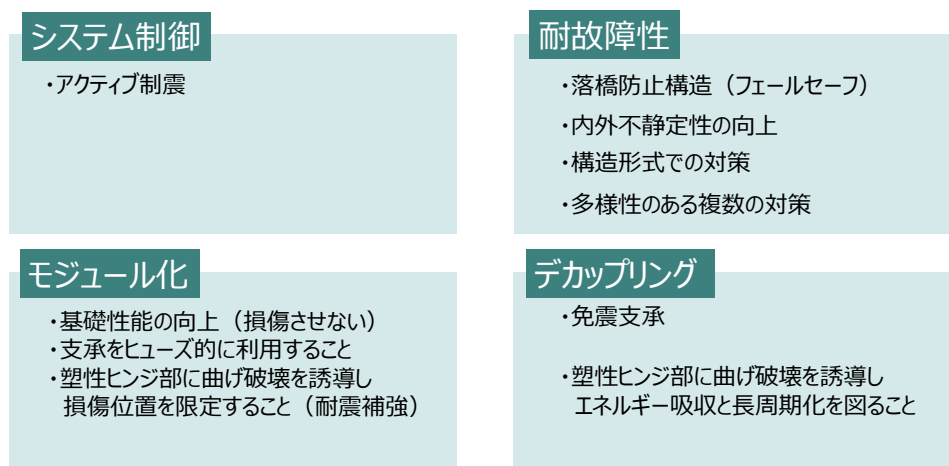 システム制御
・アクティブ制震
耐故障性
・落橋防止構造（フェールセーフ）
・内外不静定性の向上
・構造形式での対策
・多様性のある複数の対策
モジュール化
・基礎性能の向上（損傷させない）
・支承をヒューズ的に利用すること
・塑性ヒンジ部に曲げ破壊を誘導し
損傷位置を限定すること（耐震補強）
デカップリング
・免震支承
・塑性ヒンジ部に曲げ破壊を誘導し
エネルギー吸収と長周期化を図ること